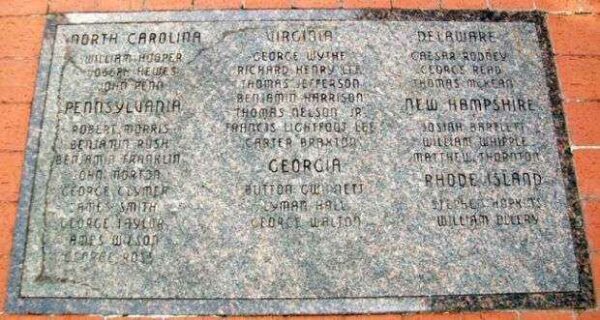 NORTH CAROLINA
WILLIAM HOOPER
JOSEPH HEWES
JOHN PENN
PENNSYLVANIA
ROBERT MORRIS
BENJAMIN RUSH
BENJAMIN FRANKLIN
JOHN MORTON
GEORGE CLYMER
JAMES SMITH
GEORGE TAYLOR
JAMES WILSON
GEORGE ROSS
VIRGINIA
GEORGE WYTHE
RICHARD HENRY LEE
THOMAS JEFFERSON
BENJAMIN HARRISON
THOMAS NELSON JR.
FRANCIS LIGHTFOOT LEE
CARTER BRAXTON
GEORGIA
BUTTON GWINNETT
LYMAN HALL
GEORGE WALTON
DELAWARE
CAESAR RODNEY
GEORGE READ
THOMAS McKEAN
NEW HAMPSHIRE
JOSIAH BARTLETT
WILLIAM WHIPPLE
MATTHEW THORNTON
RHODE ISLAND
STEPHEN HOPKINS
WILLIAM ELLERY